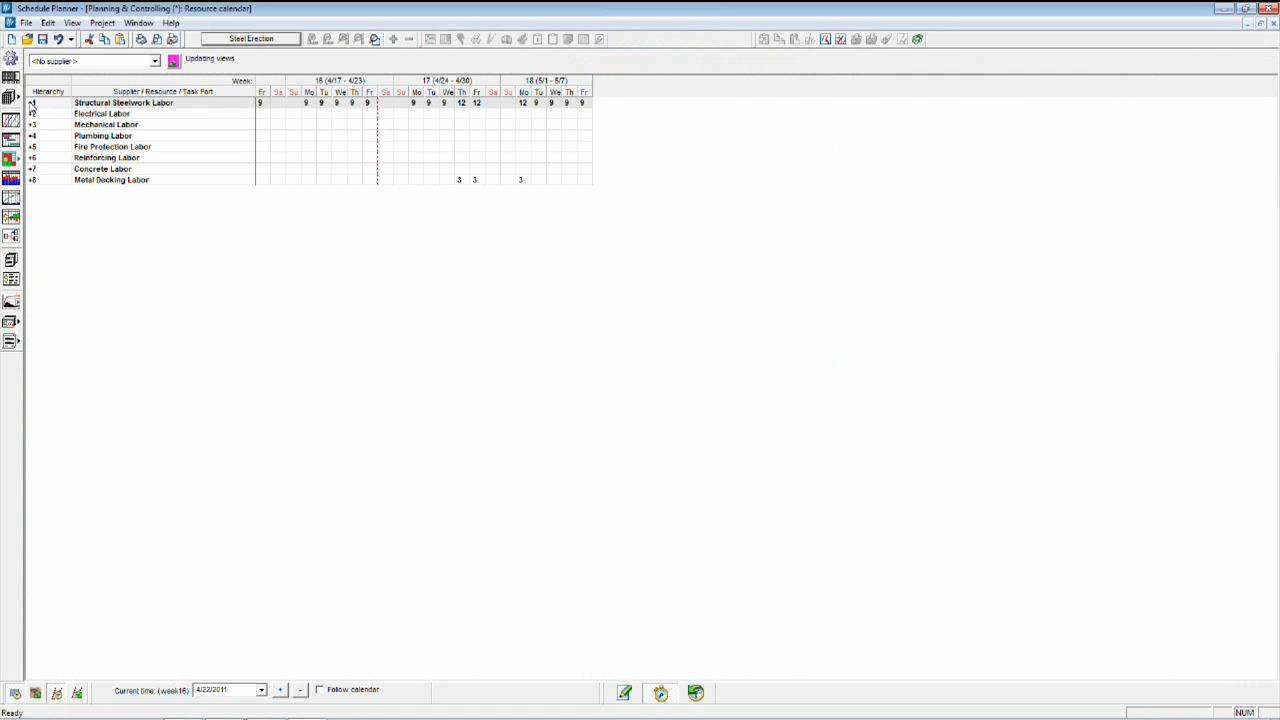 Schedule Planner - [Planning & Controlling (*): Resource calendar]
File Edit View Project Window Help
Steel Erection
<No supplier > Updating views
Week: 16 (4/17 - 4/23) 17 (4/24 - 4/30) 18 (5/1 - 5/7)
Hierarchy Supplier / Resource / Task Part Fr Sa Su Mo Tu We Th Fr Sa Su Mo Tu We Th Fr Sa Su Mo Tu We Th Fr
+1 Structural Steelwork Labor 9 9 9 9 9 9 9 9 9 12 12 12 9 9 9 9
+2 Electrical Labor
+3 Mechanical Labor
+4 Plumbing Labor
+5 Fire Protection Labor
+6 Reinforcing Labor
+7 Concrete Labor
+8 Metal Decking Labor 3 3 3
Current time: (week16) 4/22/2011 + - Follow calendar
Ready NUM